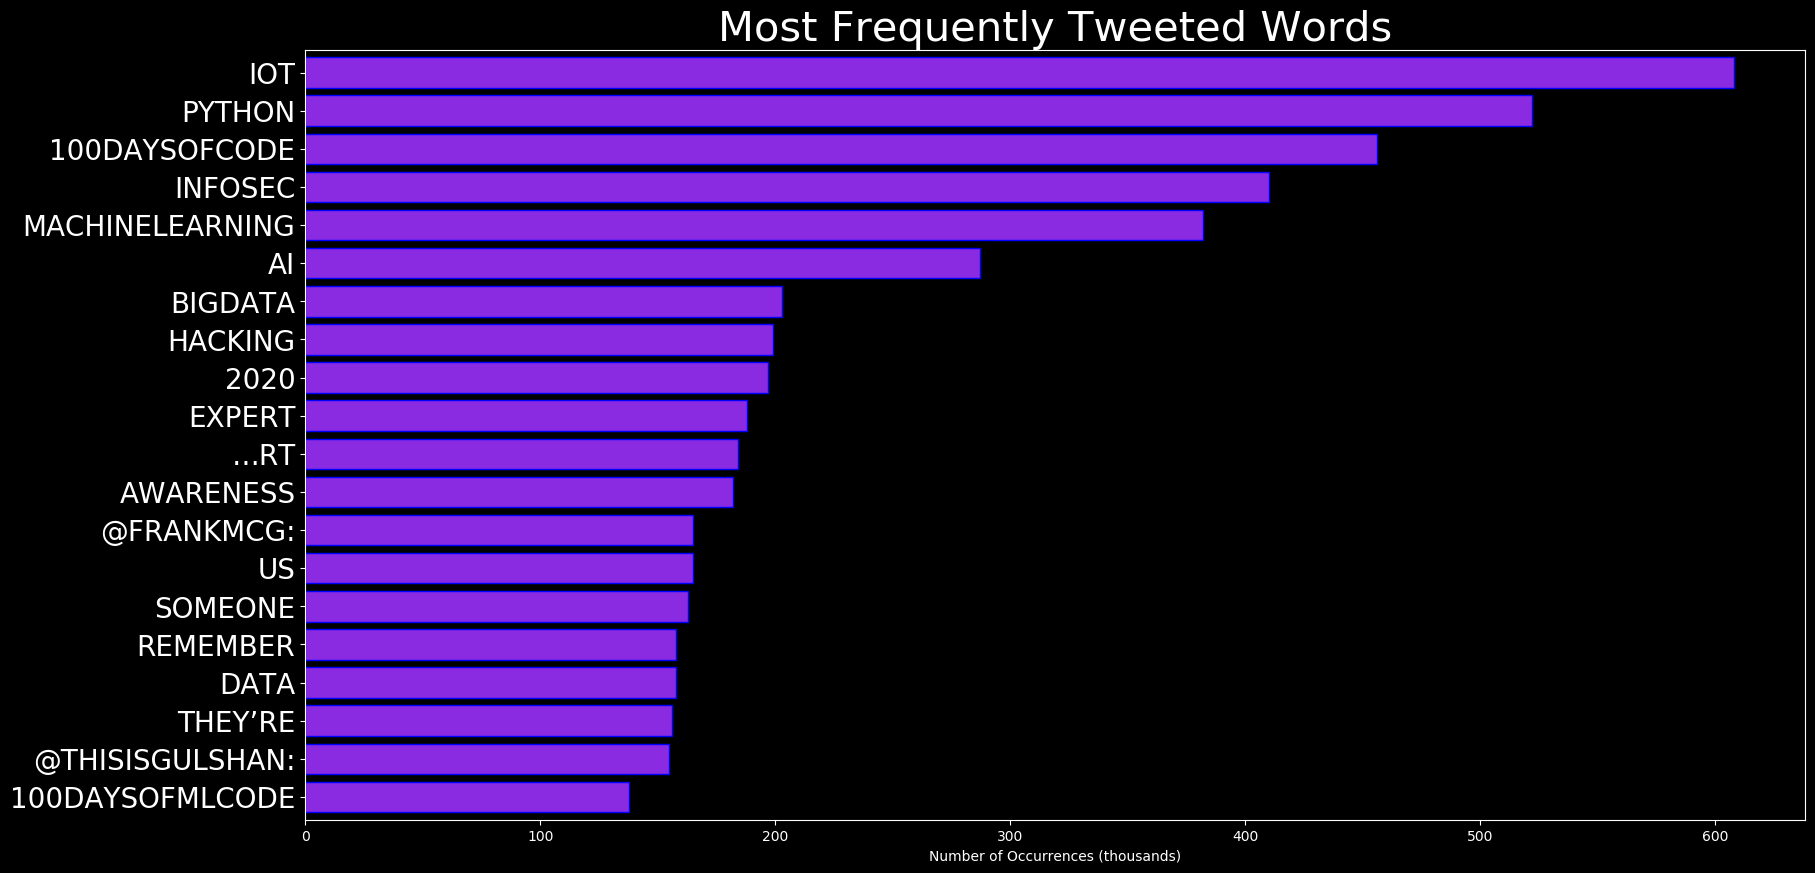 Most Frequently Tweeted Words
IOT
PYTHON
100DAYSOFCODE
INFOSEC
MACHINELEARNING
AI
BIGDATA
HACKING
2020
EXPERT
…RT
AWARENESS
@FRANKMCG:
US
SOMEONE
REMEMBER
DATA
THEY’RE
@THISISGULSHAN:
100DAYSOFMLCODE
0 100 200 300 400 500 600
Number of Occurrences (thousands)